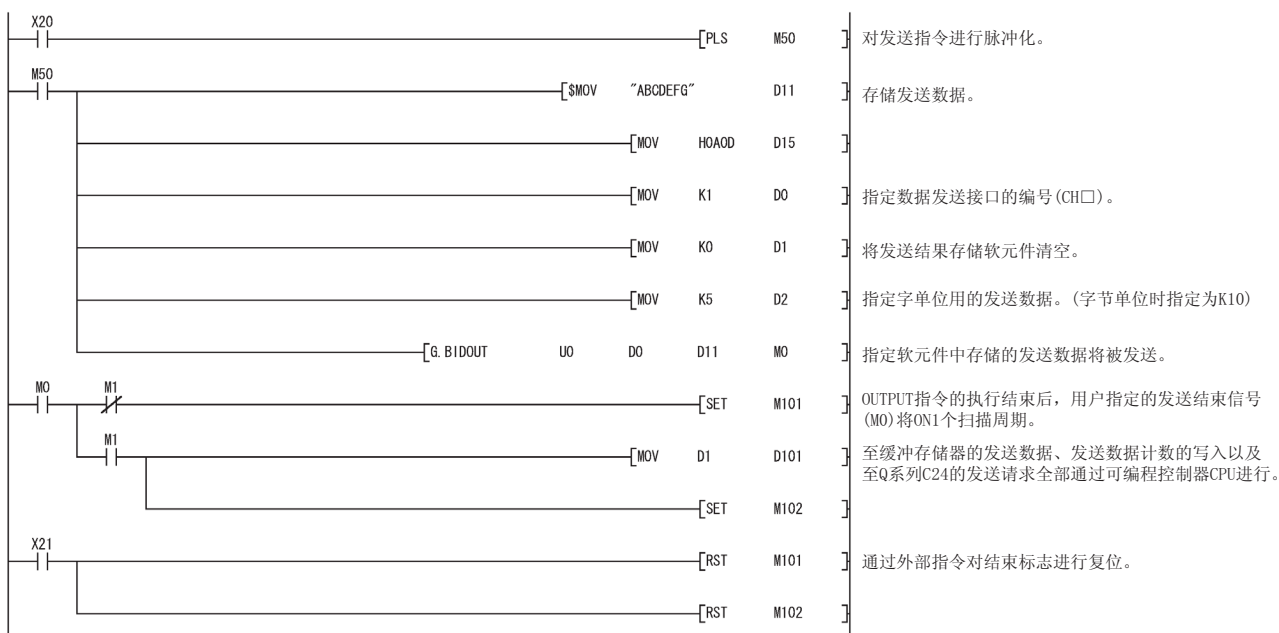 X20
[PLS M50 ] 对发送指令进行脉冲化。
M50
[$MOV "ABCDEFG" D11 ] 存储发送数据。
[MOV H0A0D D15 ]
[MOV K1 D0 ] 指定数据发送接口的编号(CH□)。
[MOV K0 D1 ] 将发送结果存储软元件清空。
[MOV K5 D2 ] 指定字单位用的发送数据。(字节单位时指定为K10)
[G.BIDOUT U0 D0 D11 M0 ] 指定软元件中存储的发送数据将被发送。
M0 M1
[SET M101 ] OUTPUT指令的执行结束后，用户指定的发送结束信号
(M0)将ON1个扫描周期。
M1
[MOV D1 D101 ] 至缓冲存储器的发送数据、发送数据计数的写入以及
至Q系列C24的发送请求全部通过可编程控制器CPU进行。
[SET M102 ]
X21
[RST M101 ] 通过外部指令对结束标志进行复位。
[RST M102 ]